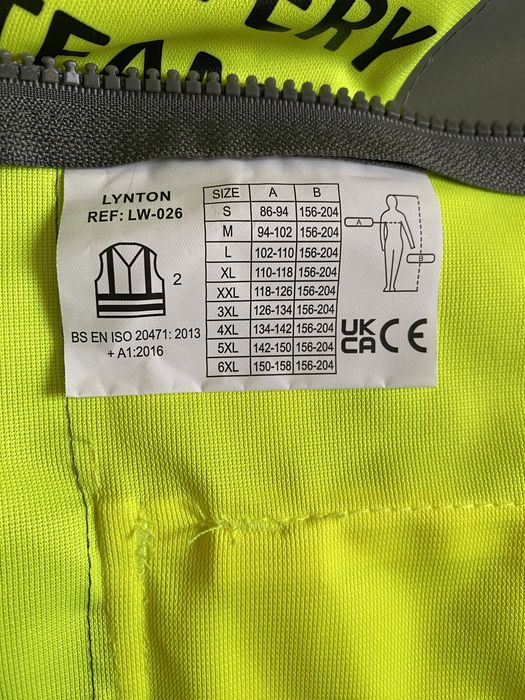 ERY
LYNTON
REF: LW-026
2
BS EN ISO 20471: 2013
+ A1:2016
SIZE A B
S 86-94 156-204
M 94-102 156-204
L 102-110 156-204
XL 110-118 156-204
XXL 118-126 156-204
3XL 126-134 156-204
4XL 134-142 156-204
5XL 142-150 156-204
6XL 150-158 156-204
A
B
UK
CA CE